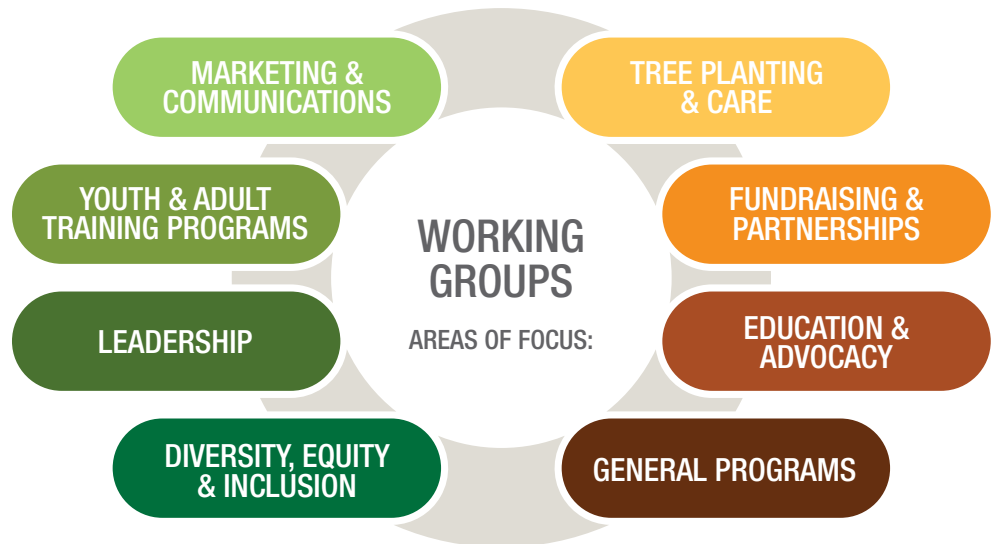 MARKETING &
COMMUNICATIONS
TREE PLANTING
& CARE
YOUTH & ADULT
TRAINING PROGRAMS
FUNDRAISING &
PARTNERSHIPS
WORKING
GROUPS
AREAS OF FOCUS:
LEADERSHIP
EDUCATION &
ADVOCACY
DIVERSITY, EQUITY
& INCLUSION
GENERAL PROGRAMS